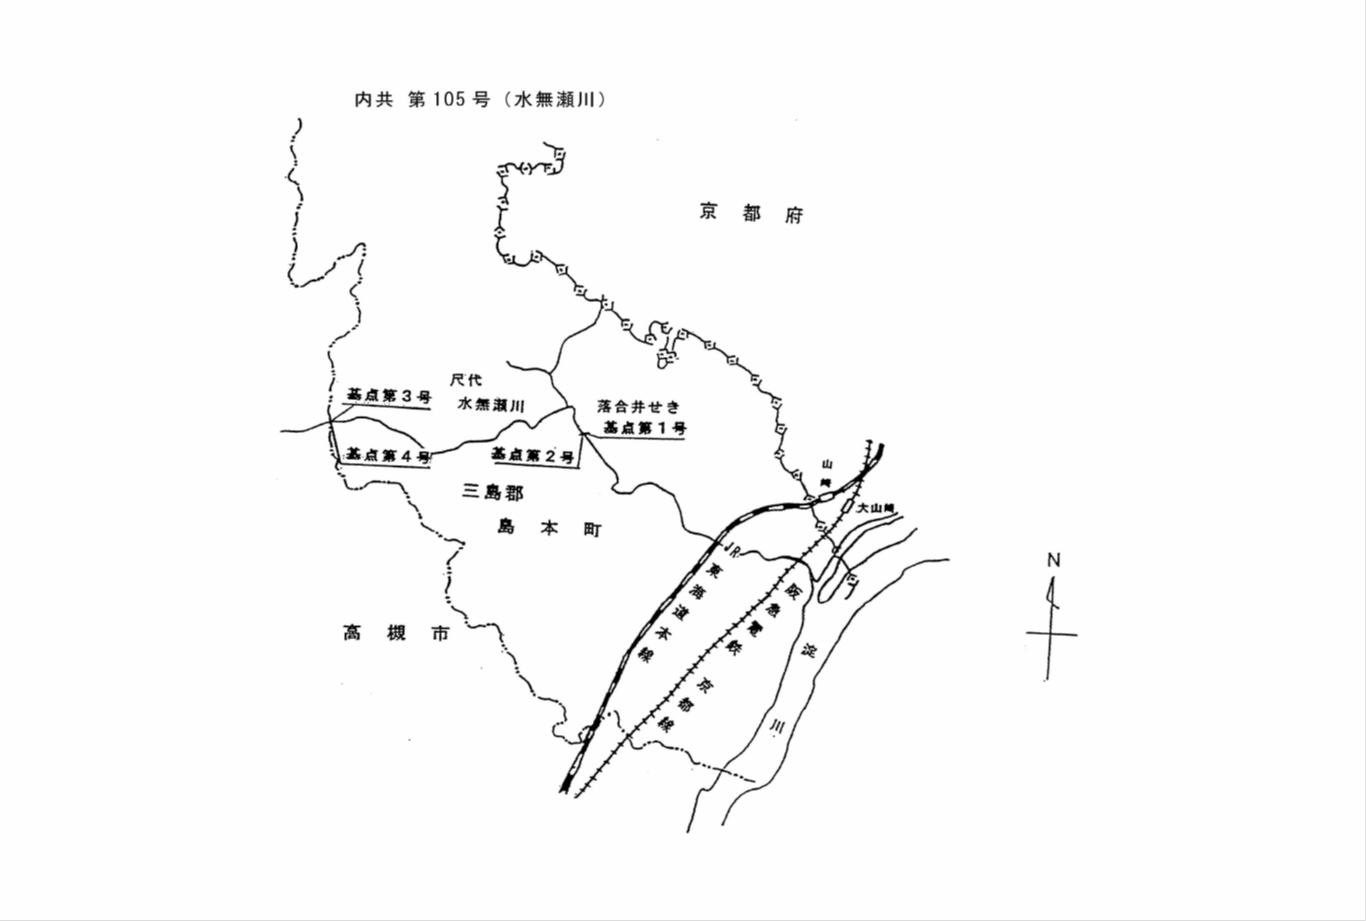 内共 第105号（水無瀬川）
京都府
尺代
基点第3号
水無瀬川
落合井せき
基点第1号
基点第4号
基点第2号
三島郡
島本町
山崎
大山崎
JR
東海道本線
阪急電鉄
京都線
高槻市
淀川
N